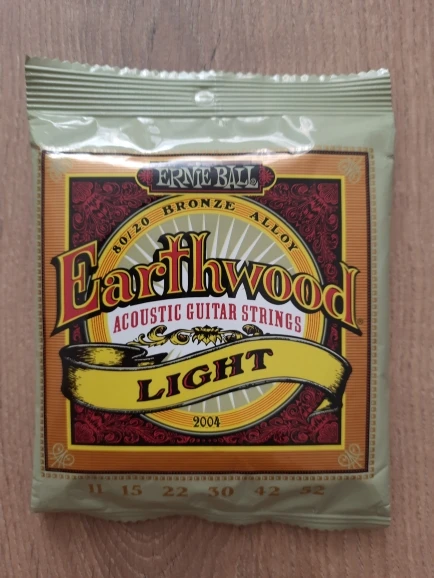 ERNIE BALL
80/20 BRONZE ALLOY
Earthwood
ACOUSTIC GUITAR STRINGS
LIGHT
2004
11 15 22 30 42 52